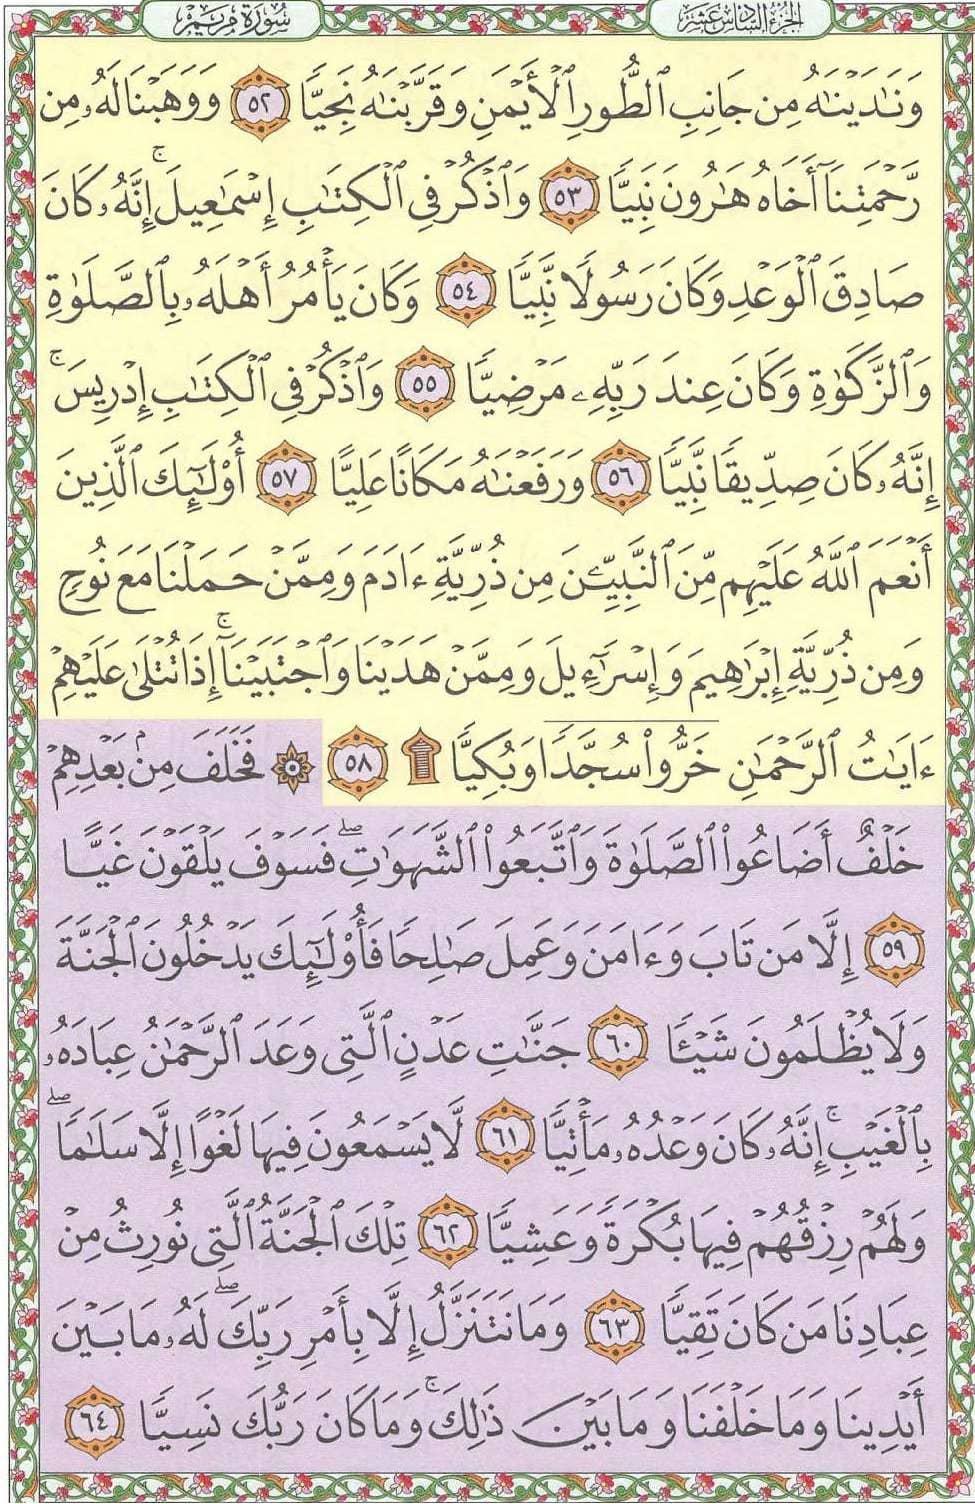 الجزء السادس عشر
سورة مريم
وَنَٰدَيْنَٰهُ مِن جَانِبِ ٱلطُّورِ ٱلْأَيْمَنِ وَقَرَّبْنَٰهُ نَجِيًّا ٥٢ وَوَهَبْنَا لَهُۥ مِن
رَّحْمَتِنَآ أَخَاهُ هَٰرُونَ نَبِيًّا ٥٣ وَٱذْكُرْ فِي ٱلْكِتَٰبِ إِسْمَٰعِيلَ ۚ إِنَّهُۥ كَانَ
صَادِقَ ٱلْوَعْدِ وَكَانَ رَسُولًا نَّبِيًّا ٥٤ وَكَانَ يَأْمُرُ أَهْلَهُۥ بِٱلصَّلَوٰةِ
وَٱلزَّكَوٰةِ وَكَانَ عِندَ رَبِّهِۦ مَرْضِيًّا ٥٥ وَٱذْكُرْ فِي ٱلْكِتَٰبِ إِدْرِيسَ ۚ
إِنَّهُۥ كَانَ صِدِّيقًا نَّبِيًّا ٥٦ وَرَفَعْنَٰهُ مَكَانًا عَلِيًّا ٥٧ أُو۟لَٰٓئِكَ ٱلَّذِينَ
أَنْعَمَ ٱللَّهُ عَلَيْهِم مِّنَ ٱلنَّبِيِّـۧنَ مِن ذُرِّيَّةِ ءَادَمَ وَمِمَّنْ حَمَلْنَا مَعَ نُوحٍ
وَمِن ذُرِّيَّةِ إِبْرَٰهِيمَ وَإِسْرَٰٓءِيلَ وَمِمَّنْ هَدَيْنَا وَٱجْتَبَيْنَآ ۚ إِذَا تُتْلَىٰ عَلَيْهِمْ
ءَايَٰتُ ٱلرَّحْمَٰنِ خَرُّوا۟ سُجَّدًا وَبُكِيًّا ۩ ٥٨ ۞ فَخَلَفَ مِنۢ بَعْدِهِمْ
خَلْفٌ أَضَاعُوا۟ ٱلصَّلَوٰةَ وَٱتَّبَعُوا۟ ٱلشَّهَوَٰتِ ۖ فَسَوْفَ يَلْقَوْنَ غَيًّا
٥٩ إِلَّا مَن تَابَ وَءَامَنَ وَعَمِلَ صَٰلِحًا فَأُو۟لَٰٓئِكَ يَدْخُلُونَ ٱلْجَنَّةَ
وَلَا يُظْلَمُونَ شَيْـًٔا ٦٠ جَنَّٰتِ عَدْنٍ ٱلَّتِي وَعَدَ ٱلرَّحْمَٰنُ عِبَادَهُۥ
بِٱلْغَيْبِ ۚ إِنَّهُۥ كَانَ وَعْدُهُۥ مَأْتِيًّا ٦١ لَّا يَسْمَعُونَ فِيهَا لَغْوًا إِلَّا سَلَٰمًا ۖ
وَلَهُمْ رِزْقُهُمْ فِيهَا بُكْرَةً وَعَشِيًّا ٦٢ تِلْكَ ٱلْجَنَّةُ ٱلَّتِي نُورِثُ مِنْ
عِبَادِنَا مَن كَانَ تَقِيًّا ٦٣ وَمَا نَتَنَزَّلُ إِلَّا بِأَمْرِ رَبِّكَ ۖ لَهُۥ مَا بَيْنَ
أَيْدِينَا وَمَا خَلْفَنَا وَمَا بَيْنَ ذَٰلِكَ ۚ وَمَا كَانَ رَبُّكَ نَسِيًّا ٦٤